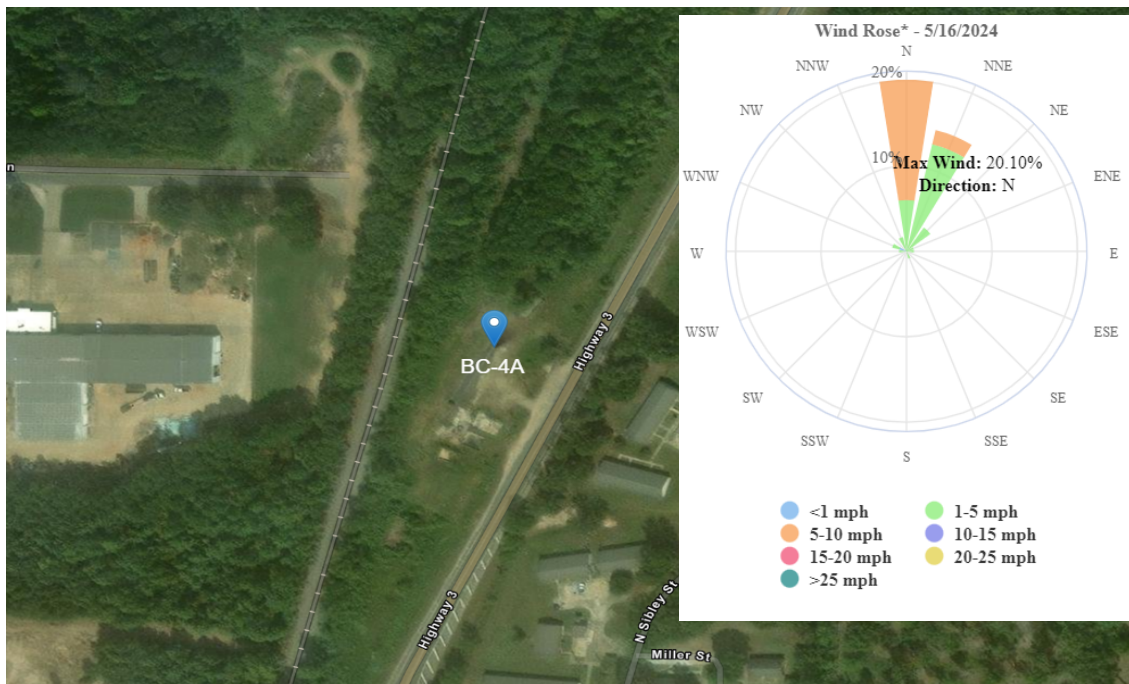 Wind Rose* - 5/16/2024
N
NNW
NNE
20%
NW
NE
10%
Max Wind: 20.10%
Direction: N
WNW
ENE
W
E
WSW
ESE
SW
SE
SSW
SSE
S
<1 mph
1-5 mph
5-10 mph
10-15 mph
15-20 mph
20-25 mph
>25 mph
n
Highway 3
BC-4A
Highway 3
N Sibley St
Miller St